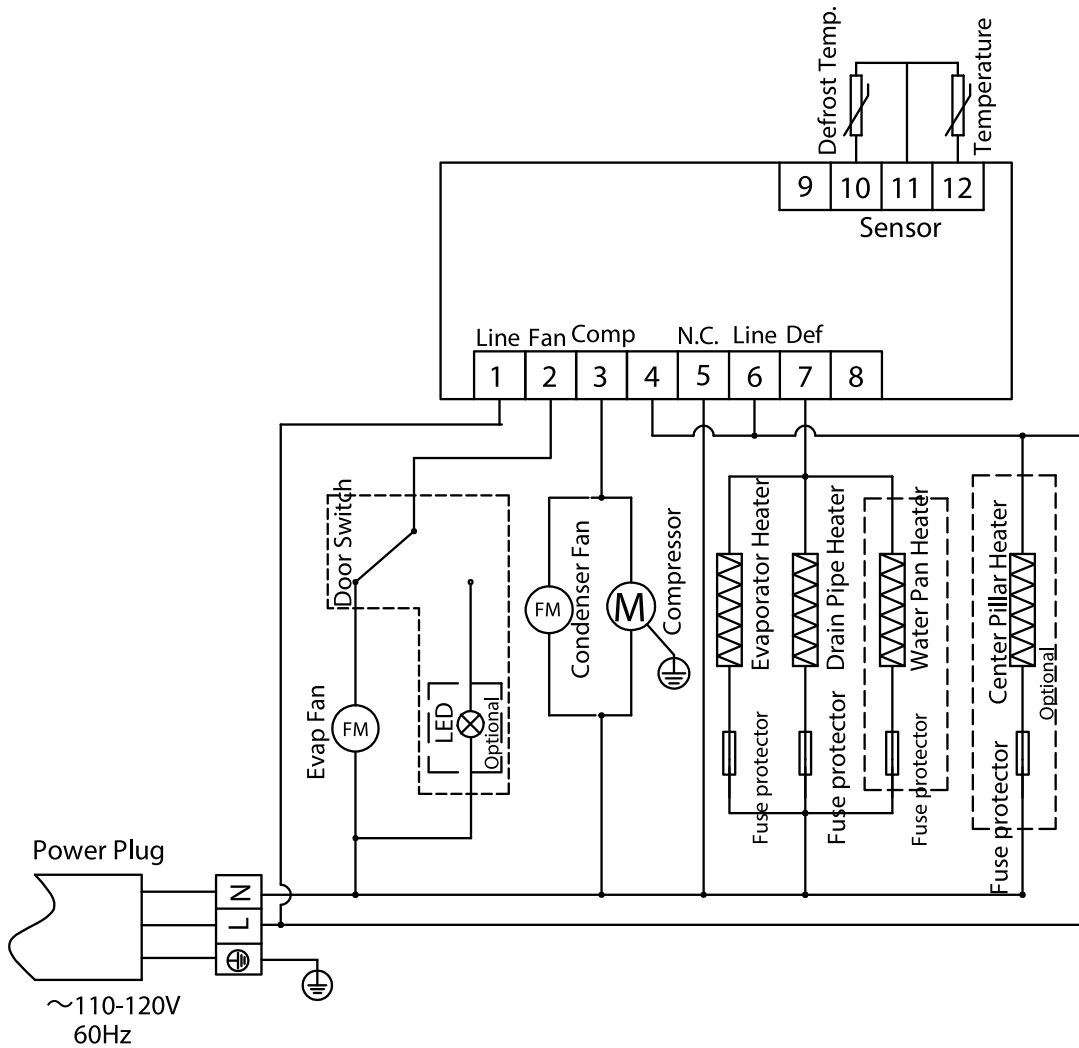 Defrost Temp.
Temperature
9 10 11 12
Sensor
Line Fan Comp N.C. Line Def
1 2 3 4 5 6 7 8
Door Switch
Evap Fan
FM
LED
Optional
FM
Condenser Fan
M
Compressor
Evaporator Heater
Drain Pipe Heater
Water Pan Heater
Center Pillar Heater
Optional
Fuse protector
Fuse protector
Fuse protector
Fuse protector
Power Plug
N
L
~110-120V
60Hz